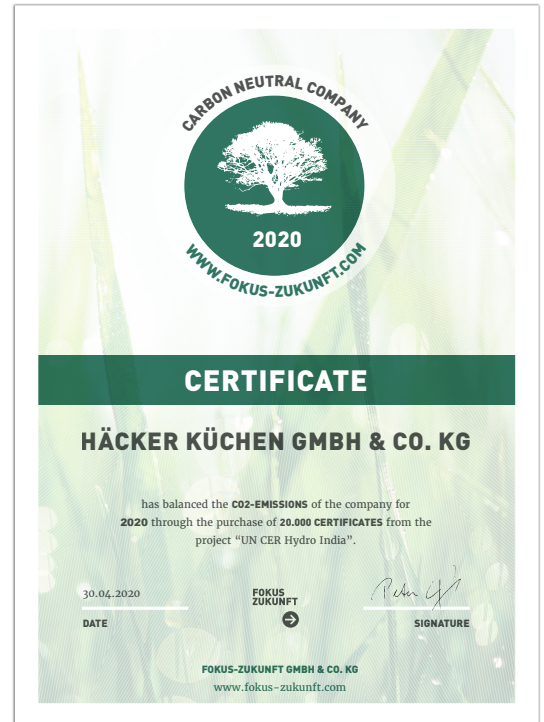 CARBON NEUTRAL COMPANY
2020
WWW.FOKUS-ZUKUNFT.COM
CERTIFICATE
HÄCKER KÜCHEN GMBH & CO. KG
has balanced the CO2-EMISSIONS of the company for
2020 through the purchase of 20.000 CERTIFICATES from the
project “UN CER Hydro India”.
30.04.2020
FOKUS
ZUKUNFT
DATE
SIGNATURE
FOKUS-ZUKUNFT GMBH & CO. KG
www.fokus-zukunft.com